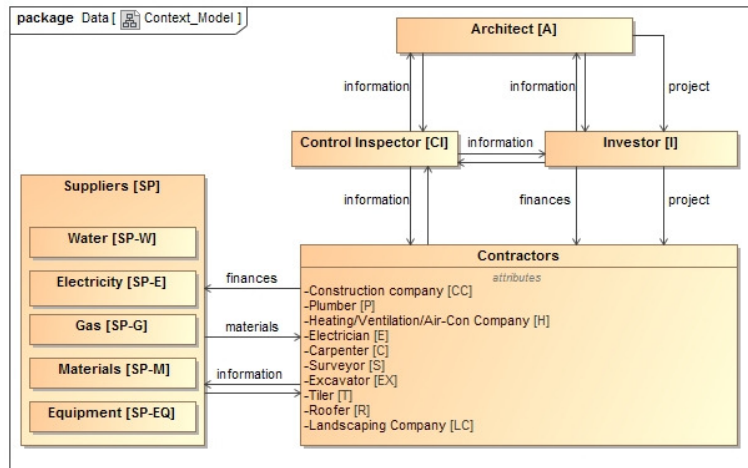 package Data [ Context_Model ]
Architect [A]
information
information
project
Control Inspector [CI]
information
Investor [I]
Suppliers [SP]
information
finances
project
Water [SP-W]
Electricity [SP-E]
Gas [SP-G]
Materials [SP-M]
Equipment [SP-EQ]
finances
materials
information
Contractors
attributes
-Construction company [CC]
-Plumber [P]
-Heating/Ventilation/Air-Con Company [H]
-Electrician [E]
-Carpenter [C]
-Surveyor [S]
-Excavator [EX]
-Tiler [T]
-Roofer [R]
-Landscaping Company [LC]